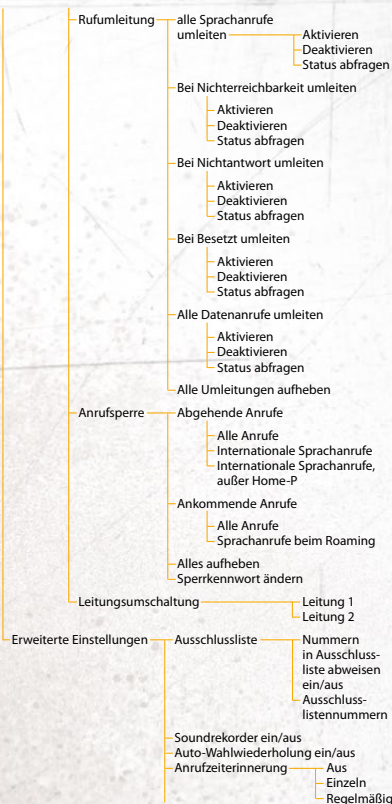 Rufumleitung
alle Sprachanrufe
umleiten
Aktivieren
Deaktivieren
Status abfragen
Bei Nichterreichbarkeit umleiten
Aktivieren
Deaktivieren
Status abfragen
Bei Nichtantwort umleiten
Aktivieren
Deaktivieren
Status abfragen
Bei Besetzt umleiten
Aktivieren
Deaktivieren
Status abfragen
Alle Datenanrufe umleiten
Aktivieren
Deaktivieren
Status abfragen
Alle Umleitungen aufheben
Anrufsperre
Abgehende Anrufe
Alle Anrufe
Internationale Sprachanrufe
Internationale Sprachanrufe,
außer Home-P
Ankommende Anrufe
Alle Anrufe
Sprachanrufe beim Roaming
Alles aufheben
Sperrkennwort ändern
Leitungsumschaltung
Leitung 1
Leitung 2
Erweiterte Einstellungen
Ausschlussliste
Nummern
in Ausschluss-
liste abweisen
ein/aus
Ausschluss-
listennummern
Soundrekorder ein/aus
Auto-Wahlwiederholung ein/aus
Anrufzeiterinnerung
Aus
Einzeln
Regelmäßig